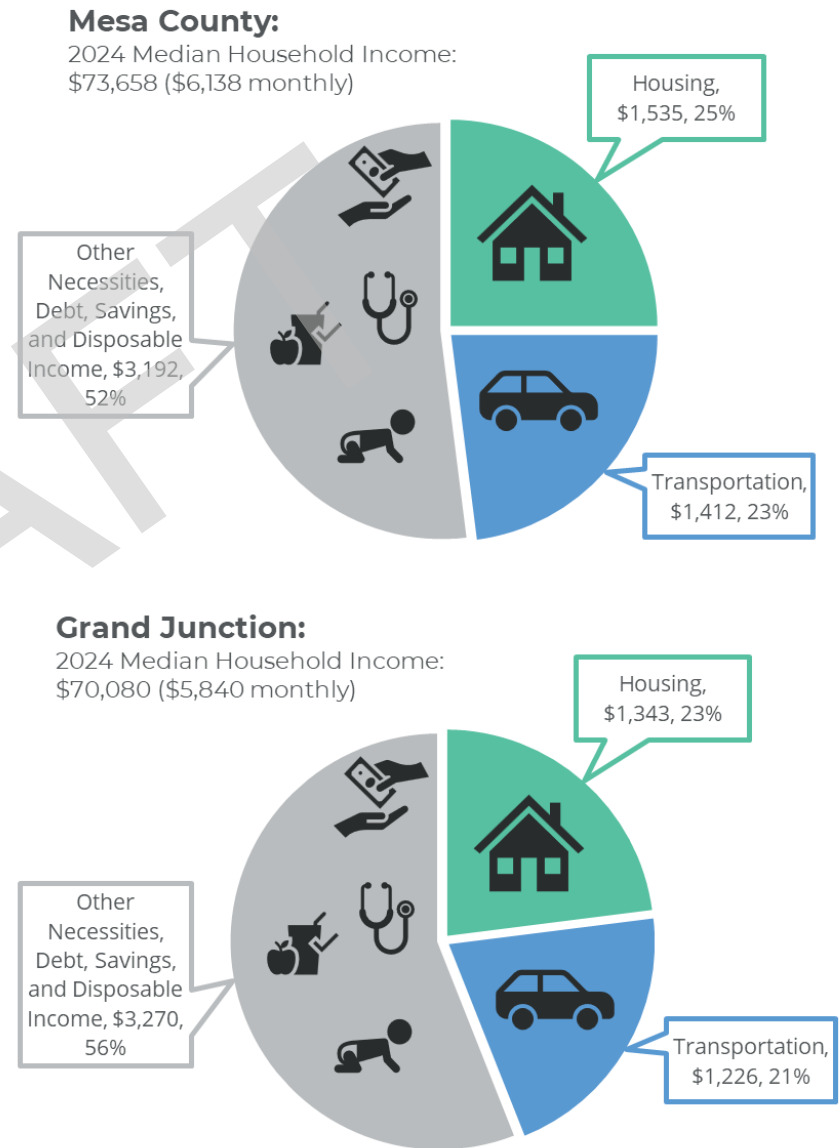 Mesa County:
2024 Median Household Income:
$73,658 ($6,138 monthly)
Housing,
$1,535, 25%
Other
Necessities,
Debt, Savings,
and Disposable
Income, $3,192,
52%
Transportation,
$1,412, 23%
Grand Junction:
2024 Median Household Income:
$70,080 ($5,840 monthly)
Housing,
$1,343, 23%
Other
Necessities,
Debt, Savings,
and Disposable
Income, $3,270,
56%
Transportation,
$1,226, 21%
AFT